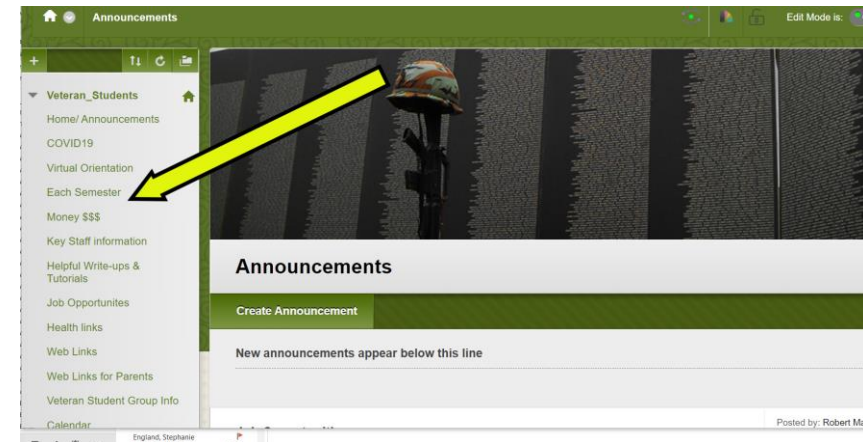 Announcements
Edit Mode is:
Veteran_Students
Home/ Announcements
COVID19
Virtual Orientation
Each Semester
Money $$$
Key Staff information
Helpful Write-ups &
Tutorials
Job Opportunites
Health links
Web Links
Web Links for Parents
Veteran Student Group Info
Calendar
Announcements
Create Announcement
New announcements appear below this line
Posted by: Robert Ma
England, Stephanie